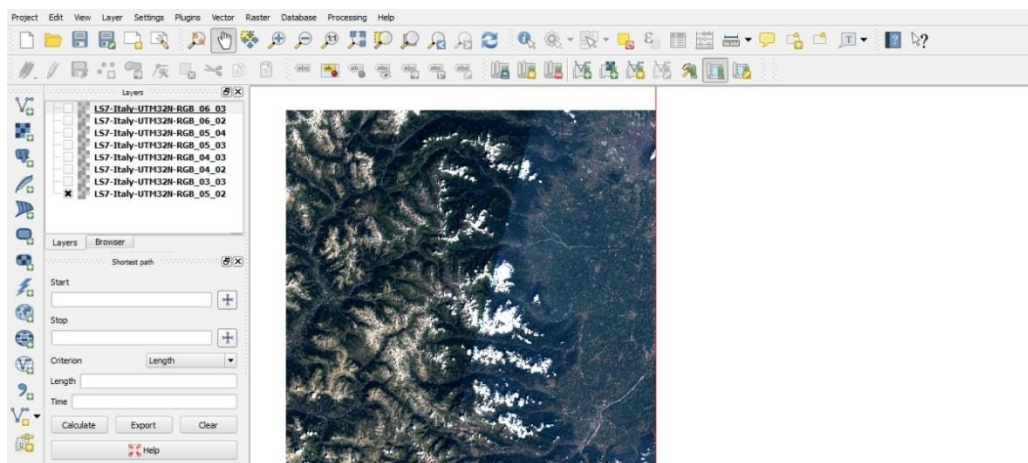 Project Edit View Layer Settings Plugins Vector Raster Database Processing Help
Layers
LS7-Italy-UTM32N-RGB_06_03
LS7-Italy-UTM32N-RGB_06_02
LS7-Italy-UTM32N-RGB_05_04
LS7-Italy-UTM32N-RGB_05_03
LS7-Italy-UTM32N-RGB_04_03
LS7-Italy-UTM32N-RGB_04_02
LS7-Italy-UTM32N-RGB_03_03
LS7-Italy-UTM32N-RGB_05_02
Layers Browser
Shortest path
Start
Stop
Criterion Length
Length
Time
Calculate Export Clear
Help